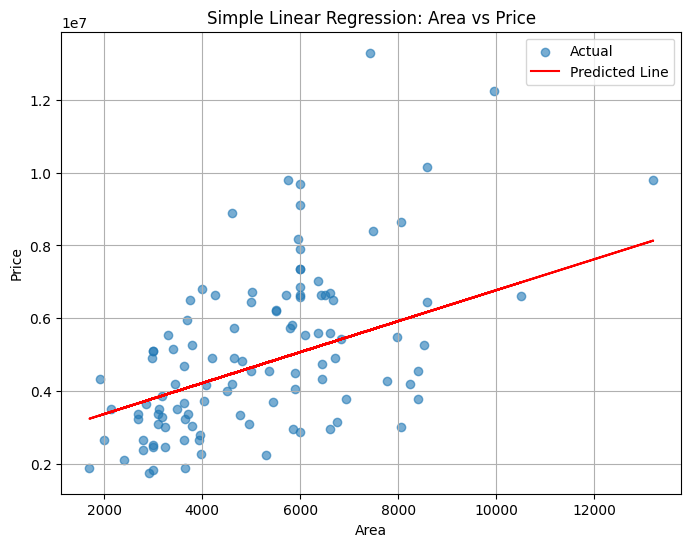 Simple Linear Regression: Area vs Price
1e7
Actual
Predicted Line
1.2
1.0
0.8
0.6
0.4
0.2
Price
2000 4000 6000 8000 10000 12000
Area